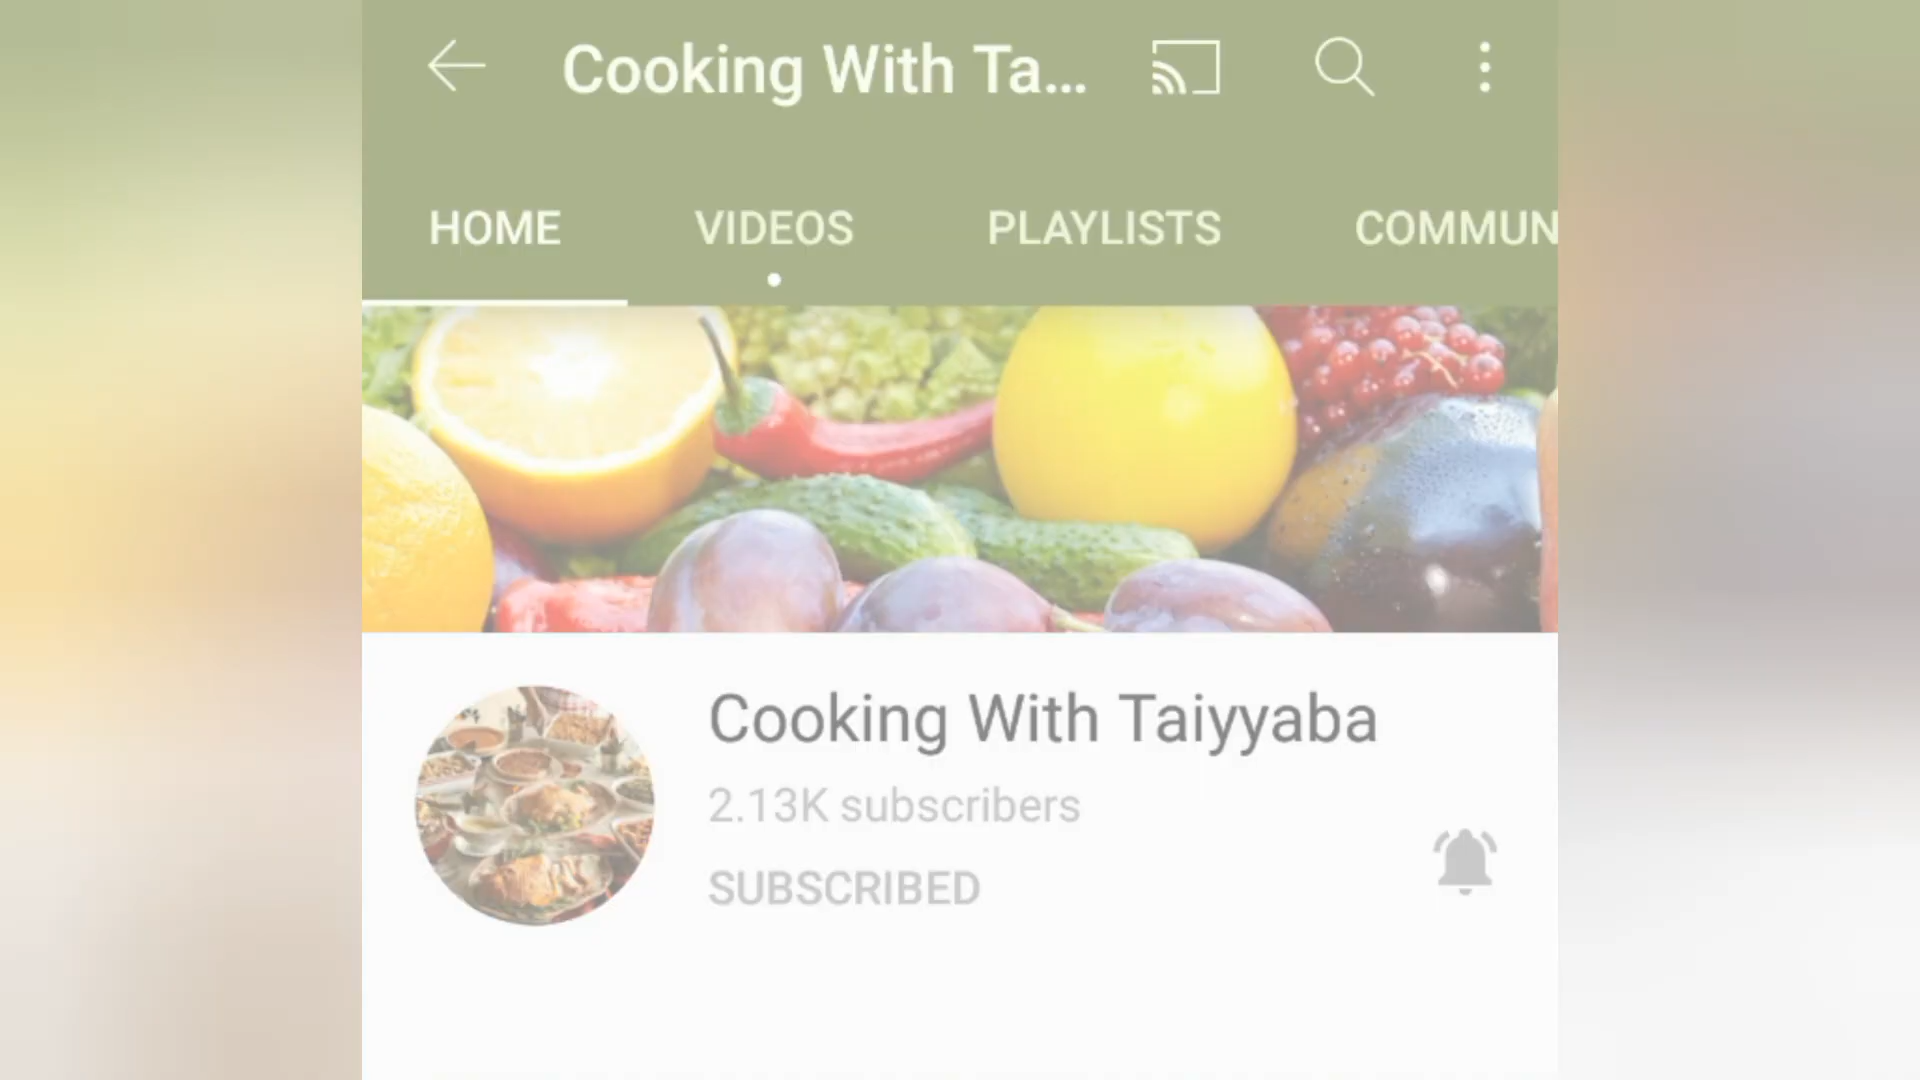 Cooking With Ta...
HOME VIDEOS PLAYLISTS COMMUN
Cooking With Taiyyaba
2.13K subscribers
SUBSCRIBED